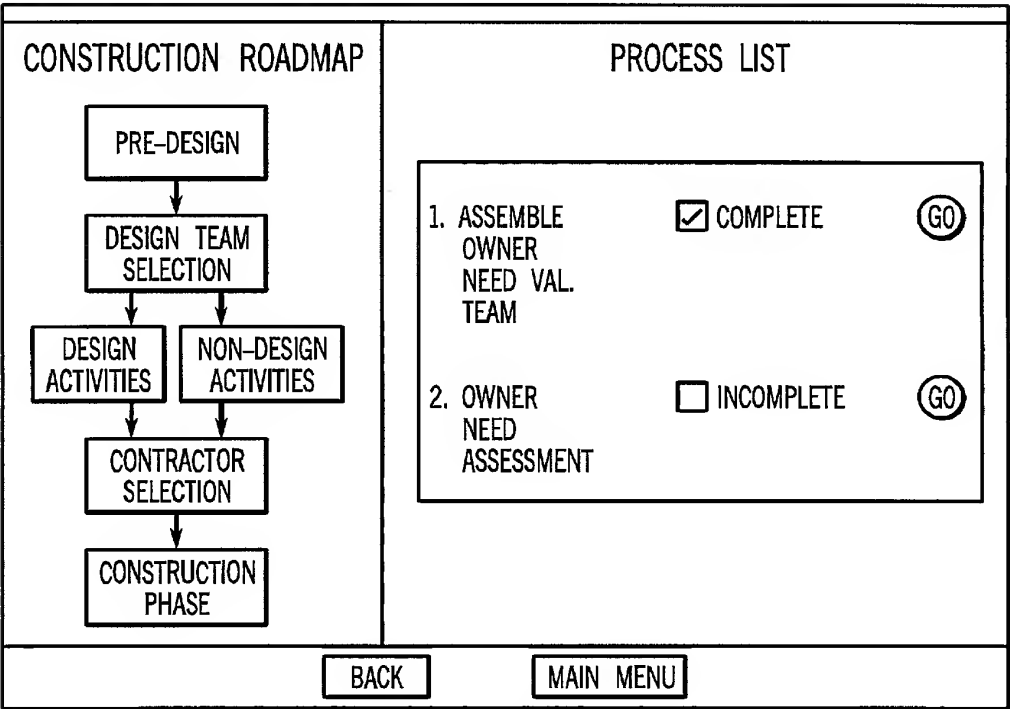 CONSTRUCTION ROADMAP
PRE–DESIGN
DESIGN TEAM
SELECTION
DESIGN
ACTIVITIES
NON–DESIGN
ACTIVITIES
CONTRACTOR
SELECTION
CONSTRUCTION
PHASE
PROCESS LIST
1. ASSEMBLE
OWNER
NEED VAL.
TEAM
COMPLETE
GO
2. OWNER
NEED
ASSESSMENT
INCOMPLETE
GO
BACK
MAIN MENU